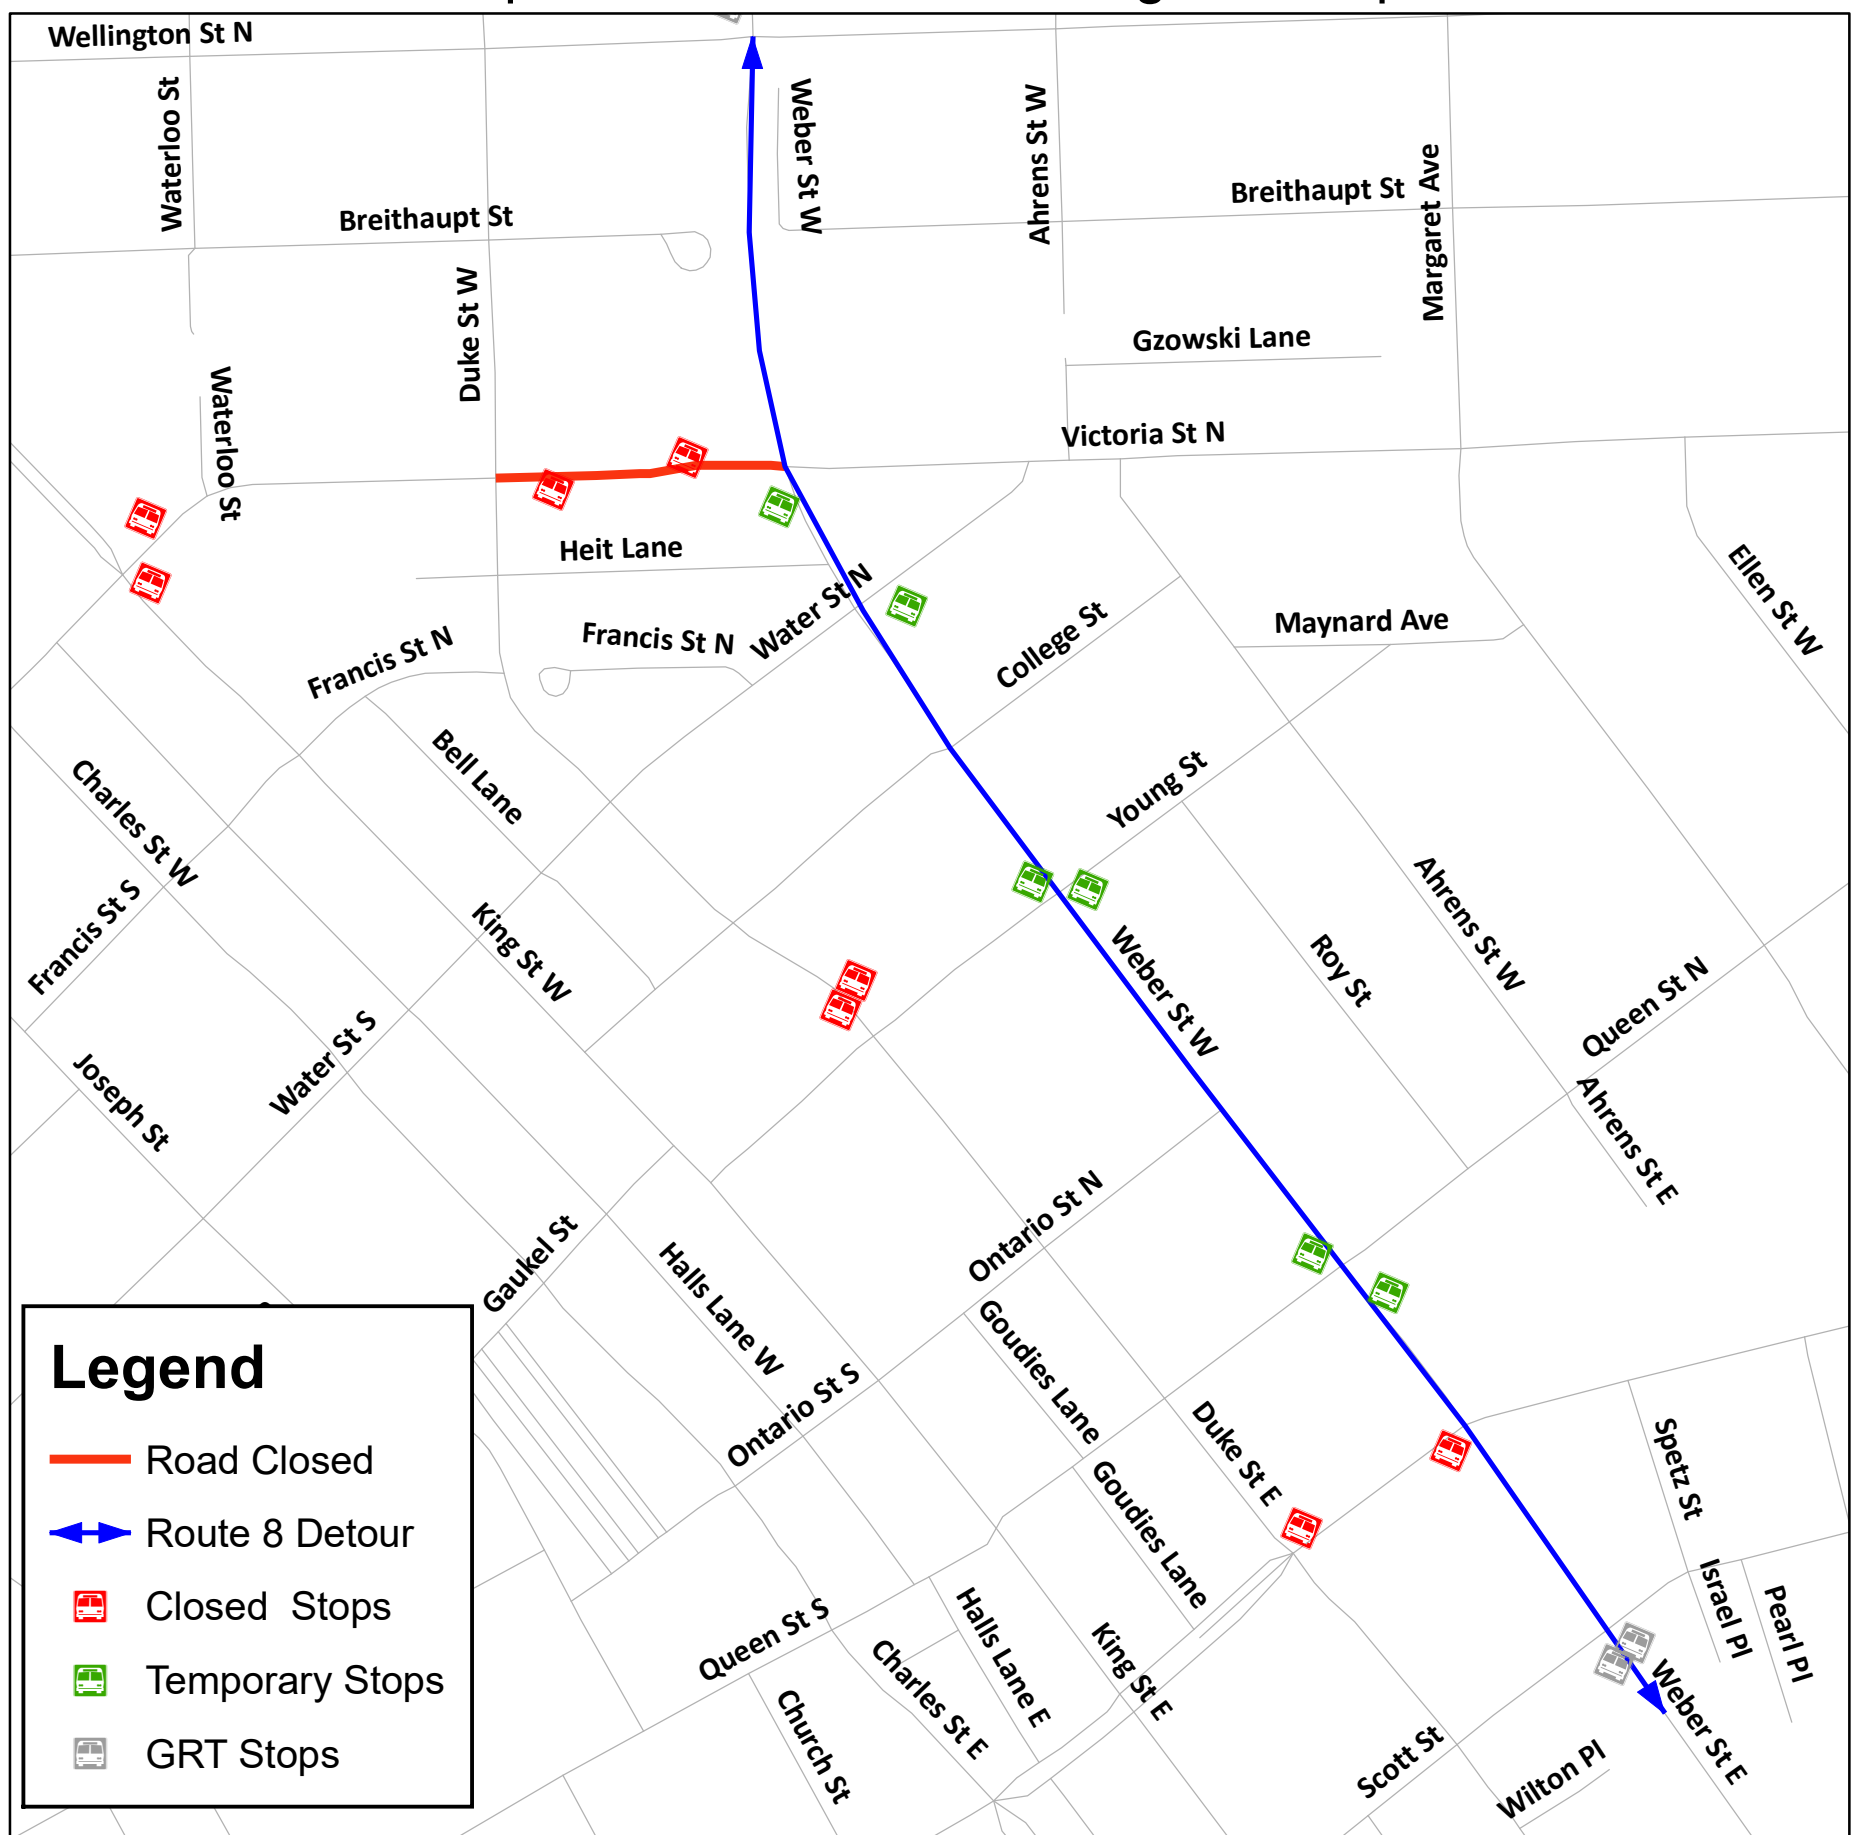 Wellington St N
Waterloo St
Weber St W
Ahrens St W
Margaret Ave
Breithaupt St
Breithaupt St
Duke St W
Gzowski Lane
Waterloo St
Victoria St N
Heit Lane
Ellen St W
Water St N
Francis St N
Francis St N
College St
Maynard Ave
Bell Lane
Charles St W
Young St
Francis St S
King St W
Ahrens St W
Weber St W
Roy St
Queen St N
Water St S
Joseph St
Ahrens St E
Ontario St N
Gaukel St
Halls Lane W
Goudies Lane
Ontario St S
Duke St E
Spetz St
Goudies Lane
Israel Pl
Pearl Pl
Queen St S
Halls Lane E
King St E
Charles St E
Church St
Weber St E
Scott St
Wilton Pl
Legend
Road Closed
Route 8 Detour
Closed  Stops
Temporary Stops
GRT Stops